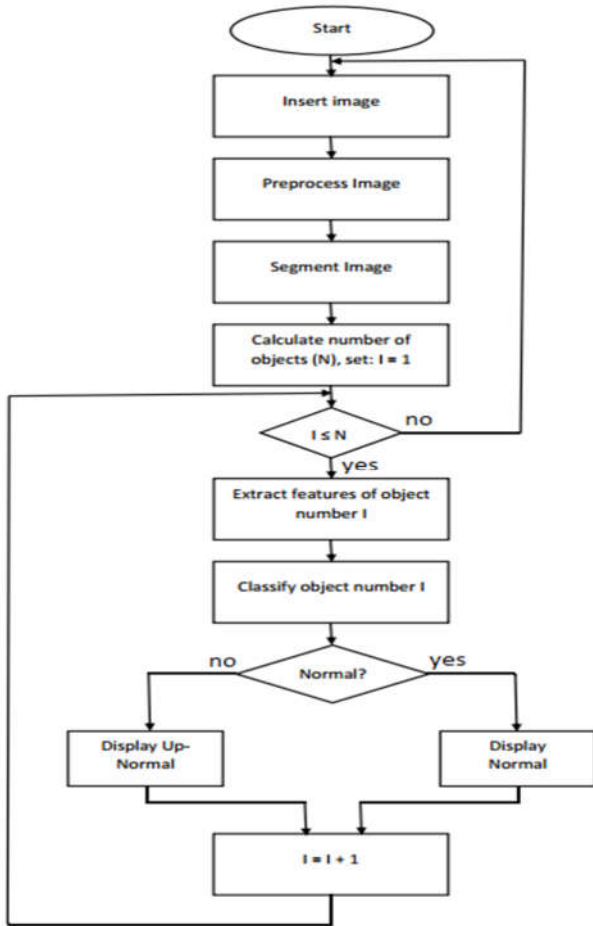 Start
Insert image
Preprocess Image
Segment Image
Calculate number of
objects (N), set: I = 1
I ≤ N
no
yes
Extract features of object
number I
Classify object number I
no
Normal?
yes
Display Up-
Normal
Display
Normal
I = I + 1